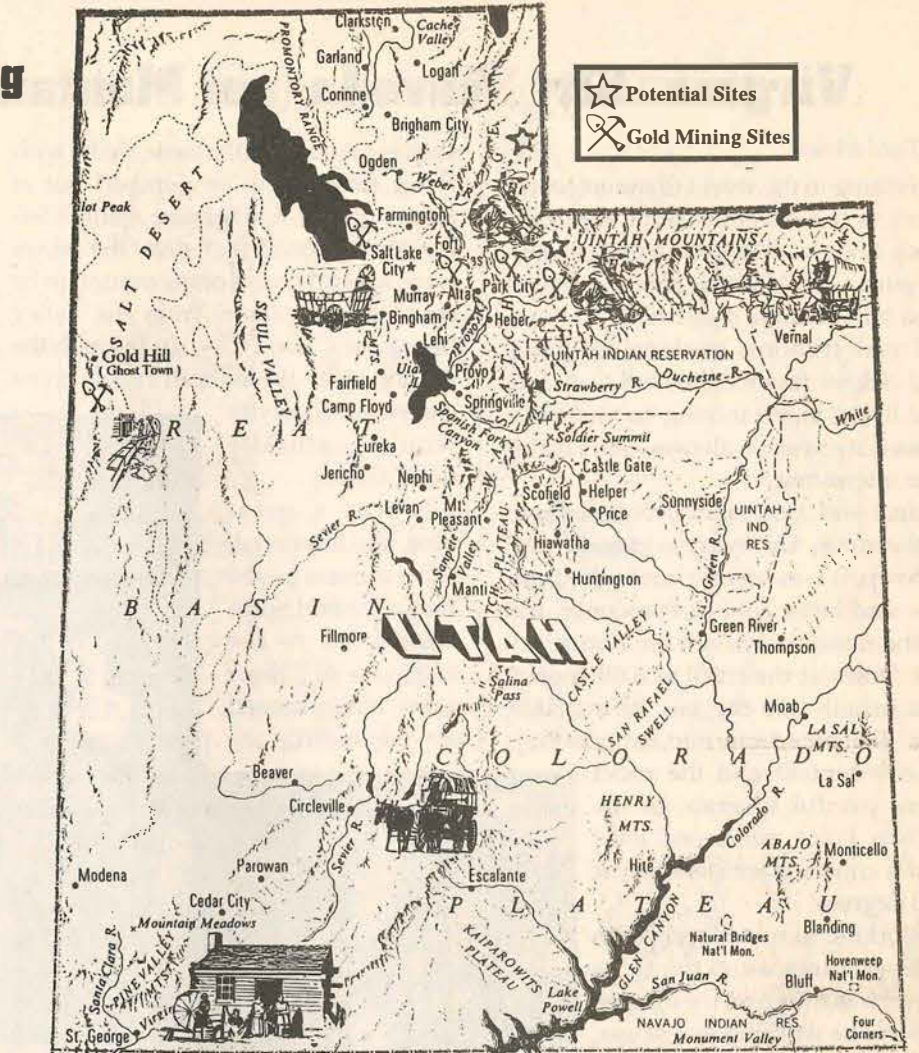 g
Potential Sites
Gold Mining Sites
Clarkston
Cache
Valley
Garland
Logan
Corinne
PROMONTORY RANGE
Brigham City
Ogden
Weber
Farmington
Fort
Salt Lake
City
Park City
Murray
Alta
Bingham
Heber
Lehi
Provo
Springville
UINTAH MOUNTAINS
Vernal
UINTAH INDIAN RESERVATION
Strawberry R.
Duchesne R.
White
Gold Hill
( Ghost Town )
SKULL VALLEY
DESERT
Fairfield
Camp Floyd
Spanish Fork
Canyon
Soldier Summit
Eureka
Jericho
Nephi
Levan
Mt
Pleasant
Castle Gate
Scofield
Helper
Price
Sunnyside
Hiawatha
Huntington
UINTAH
IND
RES
Green R.
Sevier R.
Sanpete
Valley
PLATEAU
Manti
GREAT
BASIN
Fillmore
UTAH
Salina
Pass
CASTLE VALLEY
SAN RAFAEL
SWELL
Green River
Thompson
Moab
LA SAL
MTS.
La Sal
COLORADO
Beaver
Circleville
Sevier R.
HENRY
MTS.
Colorado R.
ABAJO
MTS.
Monticello
Hite
Modena
Parowan
Cedar City
Mountain Meadows
Escalante
PLATEAU
Blanding
Natural Bridges
Nat'l Mon.
Hovenweep
Nat'l Mon.
KAIPAROWITS
PLATEAU
GLEN CANYON
Lake
Powell
San Juan R.
Bluff
Santa Clara R.
PINE VALLEY
MTS.
Virgin
St. George
NAVAJO INDIAN RES.
Monument Valley
Four
Corners